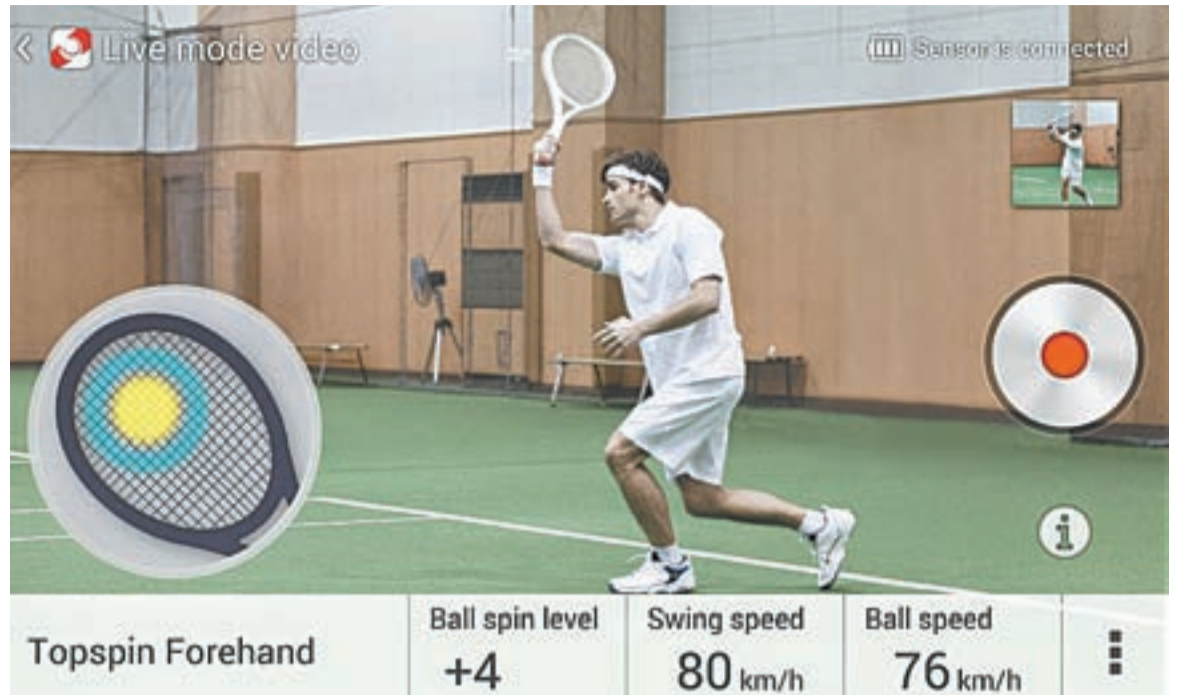 Live mode video
Sensor is connected
Topspin Forehand
Ball spin level
+4
Swing speed
80 km/h
Ball speed
76 km/h